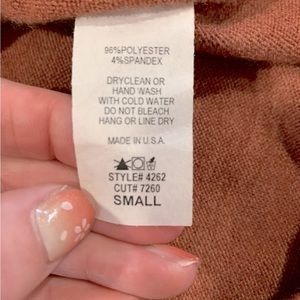 96%POLYESTER
4%SPANDEX
DRYCLEAN OR
HAND WASH
WITH COLD WATER
DO NOT BLEACH
HANG OR LINE DRY
MADE IN U.S.A.
STYLE# 4262
CUT# 7260
SMALL